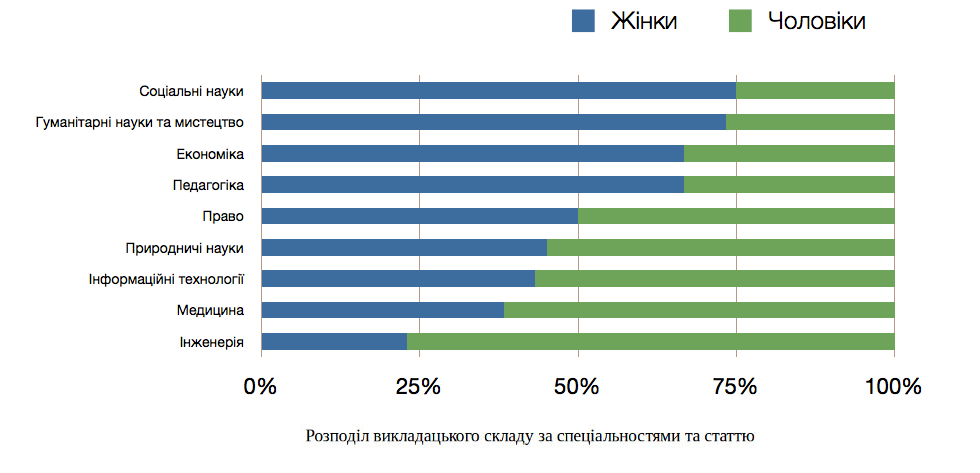 Жінки Чоловіки
Соціальні науки
Гуманітарні науки та мистецтво
Економіка
Педагогіка
Право
Природничі науки
Інформаційні технології
Медицина
Інженерія
0% 25% 50% 75% 100%
Розподіл викладацького складу за спеціальностями та статтю